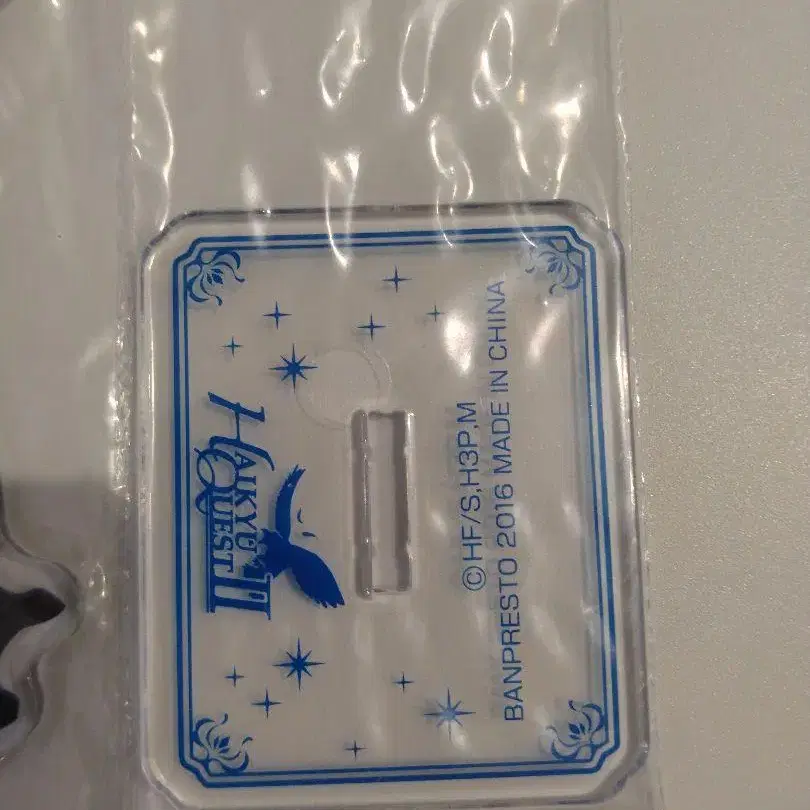 HAIKYU
QUEST II
©HF/S,H3P,M
BANPRESTO 2016 MADE IN CHINA